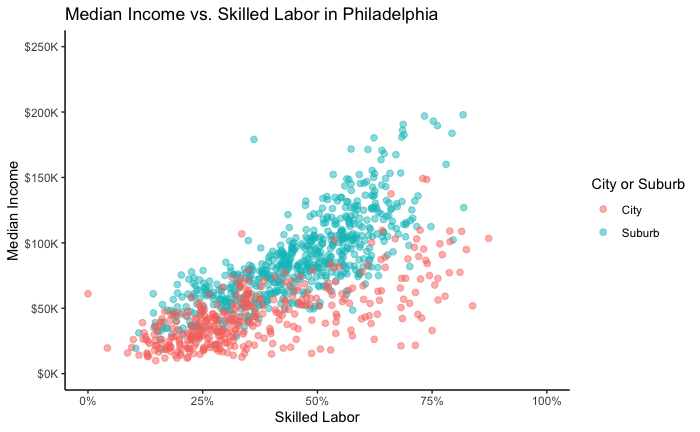 Median Income vs. Skilled Labor in Philadelphia
$250K
$200K
$150K
$100K
$50K
$0K
Median Income
0%
25%
50%
75%
100%
Skilled Labor
City or Suburb
City
Suburb